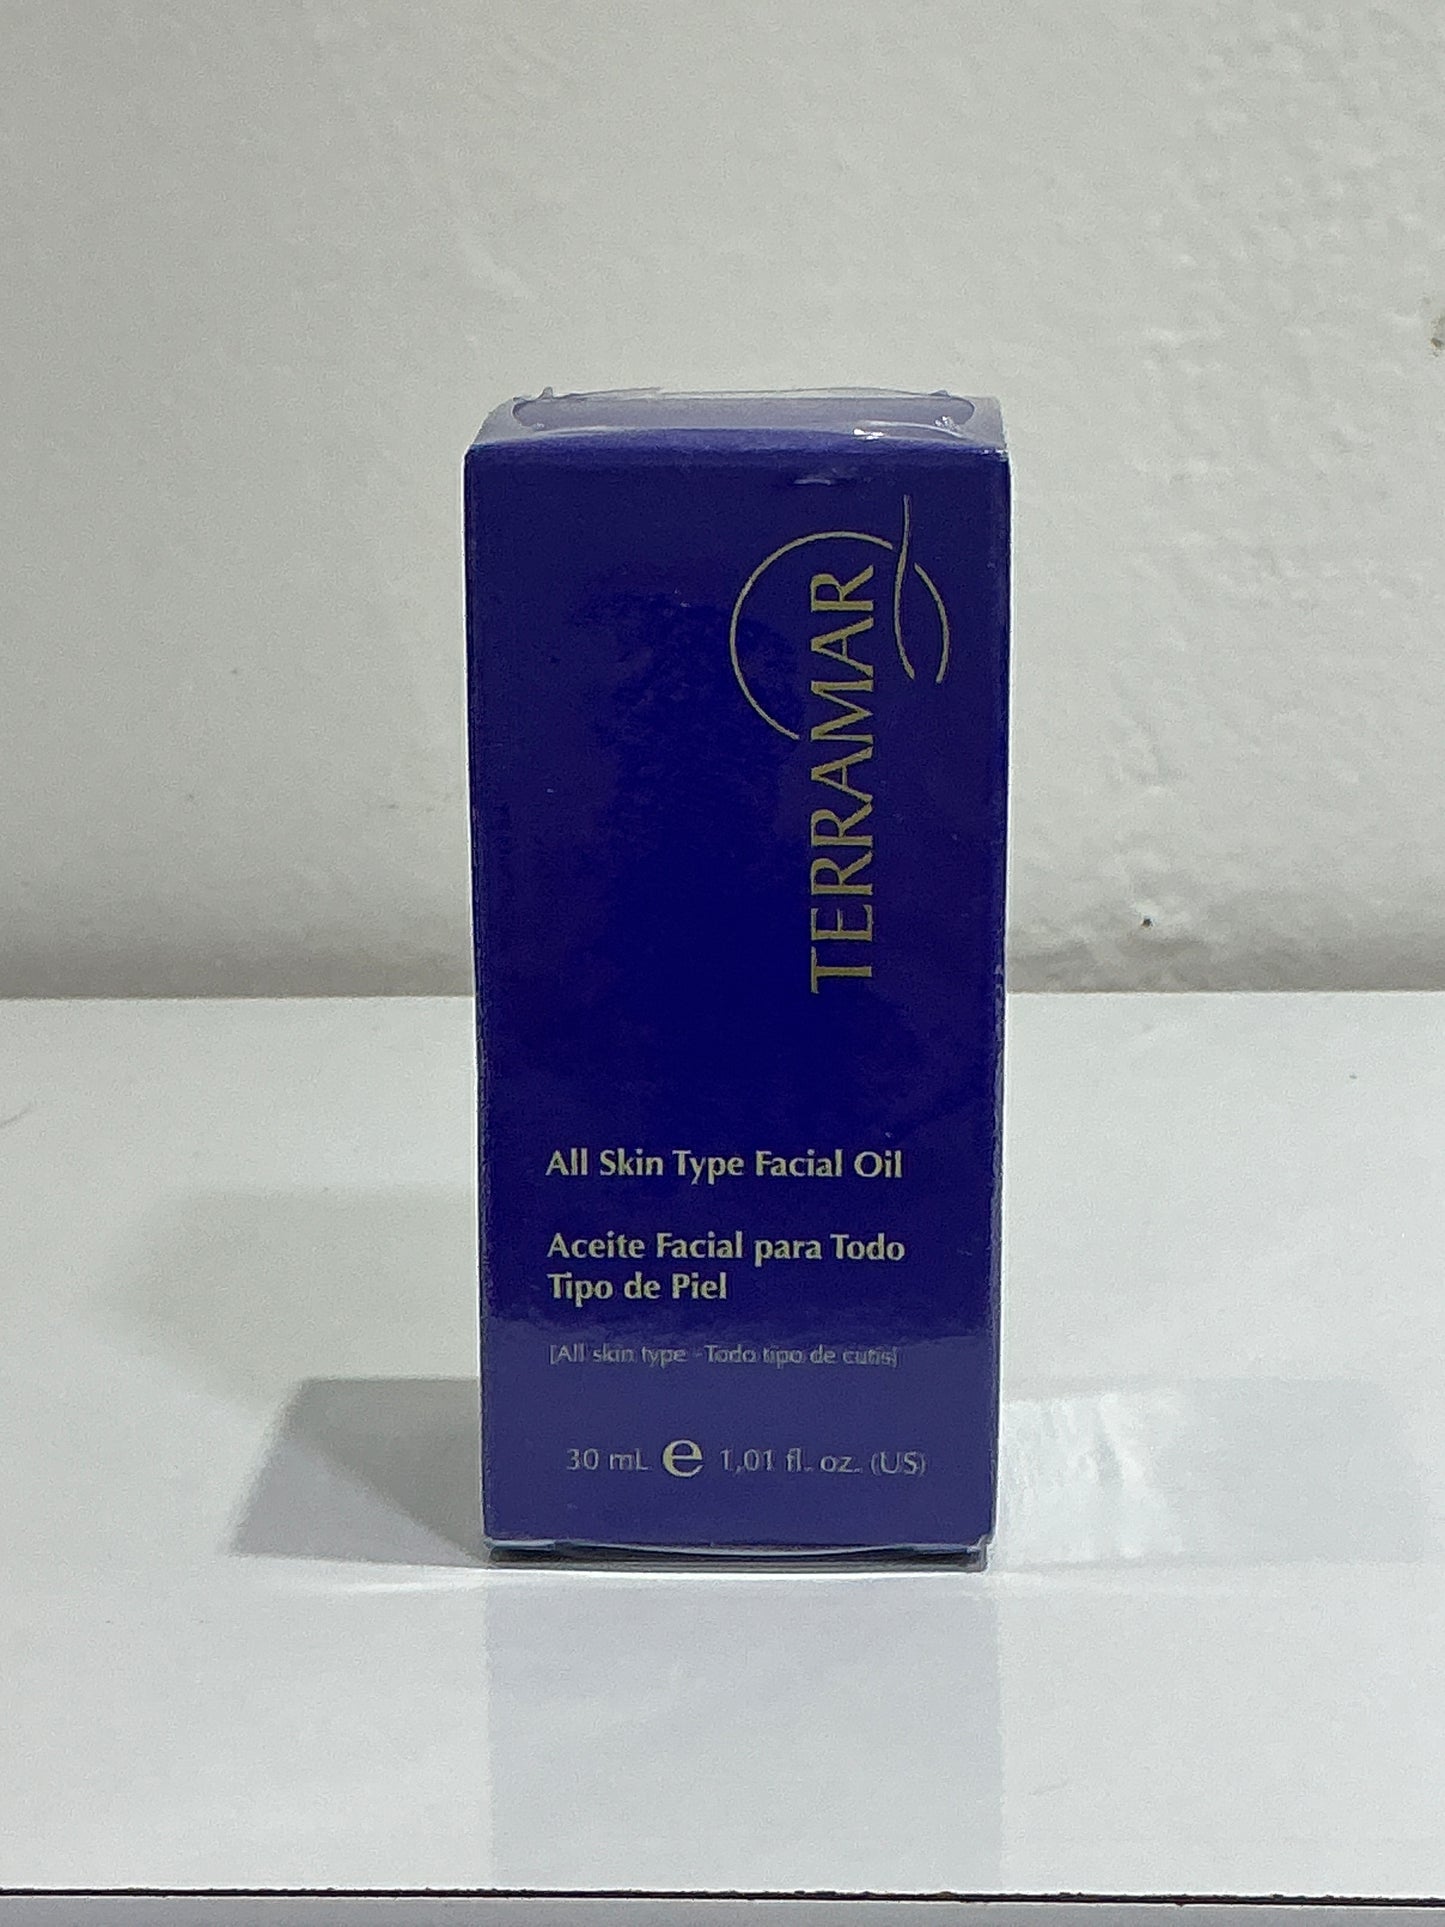 TERRAMAR
All Skin Type Facial Oil
Aceite Facial para Todo
Tipo de Piel
[All skin type - Todo tipo de cutis]
30 mL e 1,01 fl. oz. (US)